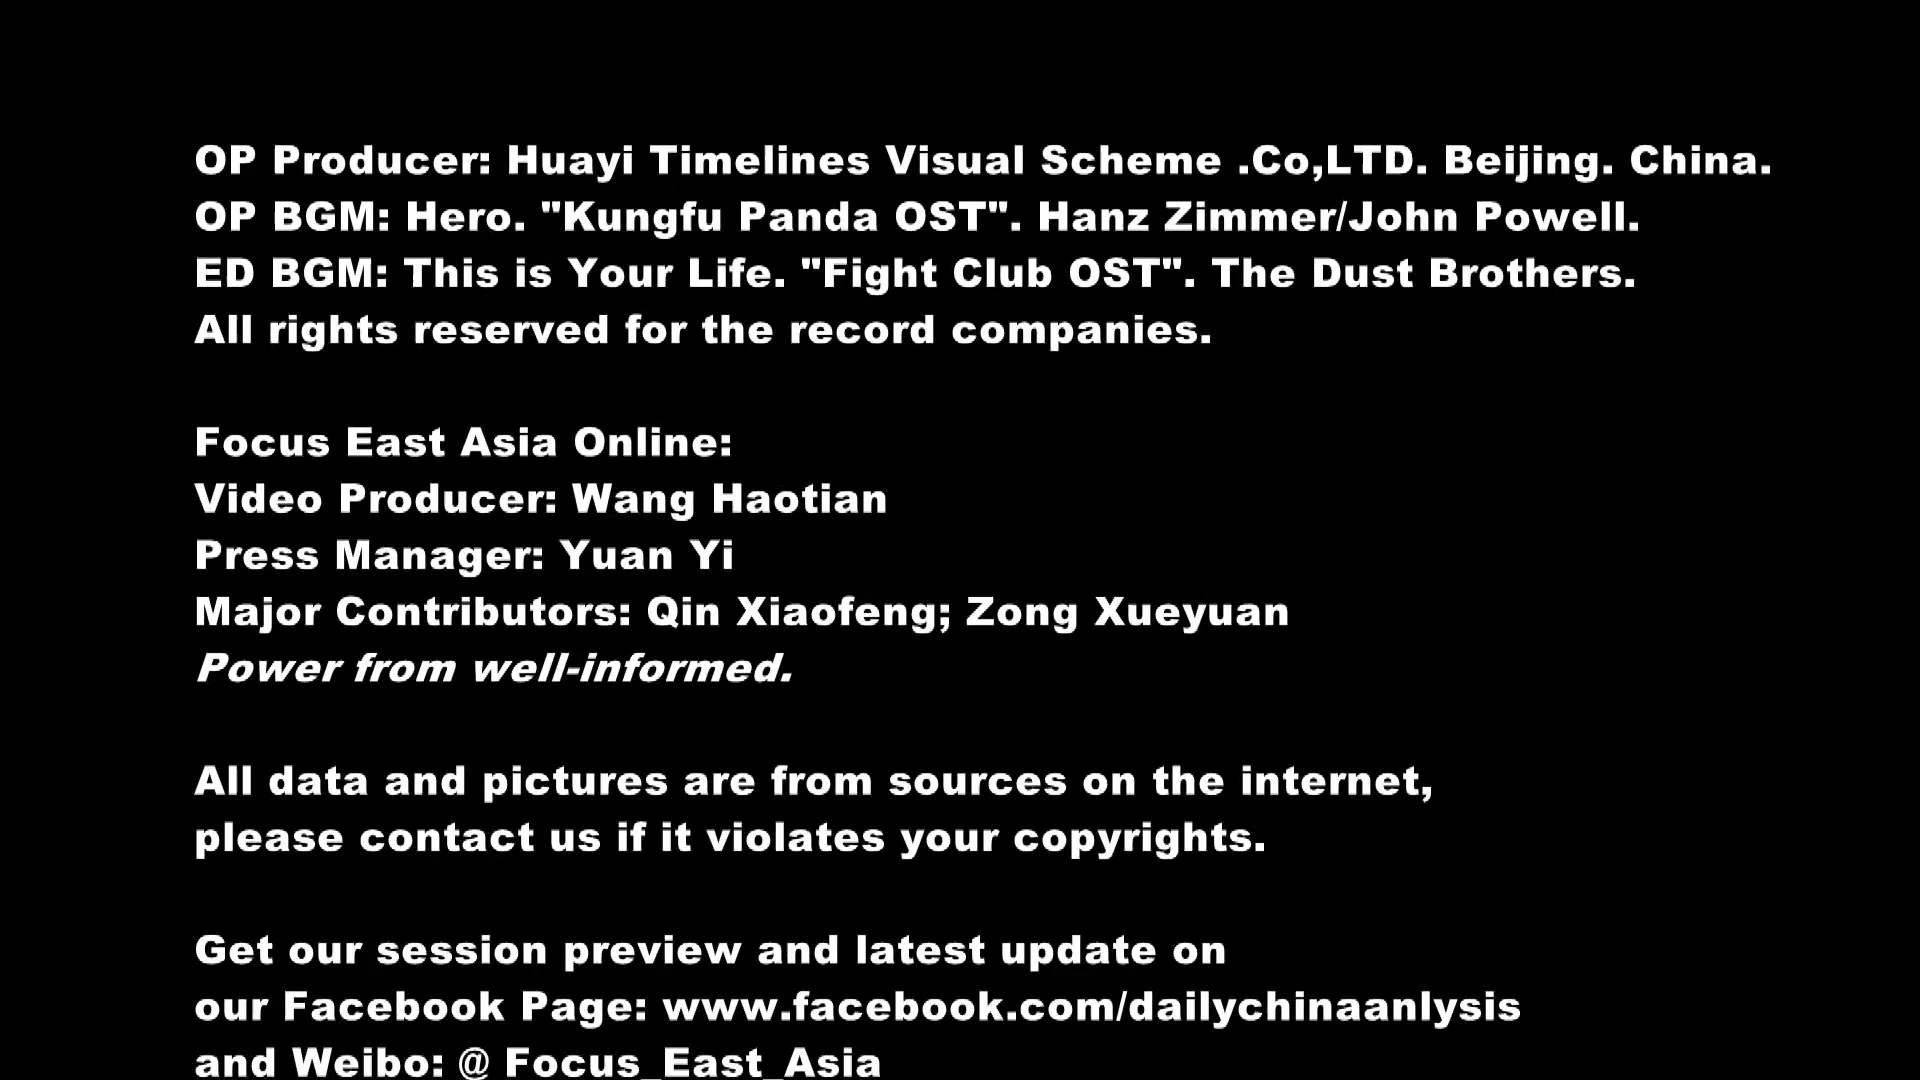 OP Producer: Huayi Timelines Visual Scheme .Co,LTD. Beijing. China.
OP BGM: Hero. "Kungfu Panda OST". Hanz Zimmer/John Powell.
ED BGM: This is Your Life. "Fight Club OST". The Dust Brothers.
All rights reserved for the record companies.
Focus East Asia Online:
Video Producer: Wang Haotian
Press Manager: Yuan Yi
Major Contributors: Qin Xiaofeng; Zong Xueyuan
Power from well-informed.
All data and pictures are from sources on the internet,
please contact us if it violates your copyrights.
Get our session preview and latest update on
our Facebook Page: www.facebook.com/dailychinaanlysis
and Weibo: @ Focus_East_Asia